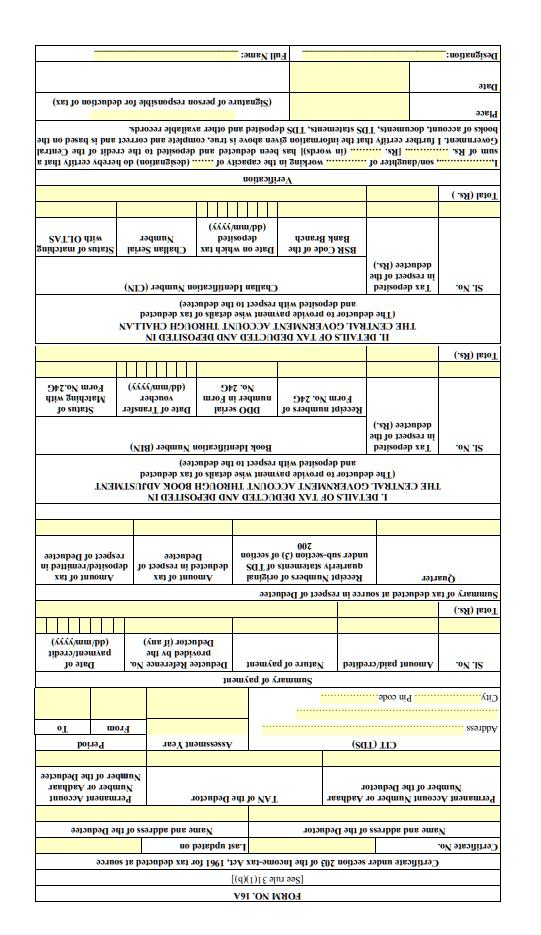 FORM NO. 16A
[See rule 31(1)(b)]
Certificate under section 203 of the Income-tax Act, 1961 for tax deducted at source
Certificate No. Last updated on
Name and address of the Deductor Name and address of the Deductee
Permanent Account Number or Aadhaar Number of the Deductor TAN of the Deductor Permanent Account Number or Aadhaar Number of the Deductee
CIT (TDS) Assessment Year Period
Address From To
City Pin code
Summary of payment
Sl. No. Amount paid/credited Nature of payment Deductee Reference No. provided by the Deductor (if any) Date of payment/credit (dd/mm/yyyy)
Total (Rs.)
Summary of tax deducted at source in respect of Deductee
Quarter Receipt Numbers of original quarterly statements of TDS under sub-section (3) of section 200 Amount of tax deducted in respect of Deductee Amount of tax deposited/remitted in respect of Deductee
I. DETAILS OF TAX DEDUCTED AND DEPOSITED IN
THE CENTRAL GOVERNMENT ACCOUNT THROUGH BOOK ADJUSTMENT
(The deductor to provide payment wise details of tax deducted
and deposited with respect to the deductee)
Sl. No. Tax deposited in respect of the deductee (Rs.) Book Identification Number (BIN)
Receipt numbers of Form No. 24G DDO serial number in Form No. 24G Date of Transfer voucher (dd/mm/yyyy) Status of Matching with Form No.24G
Total (Rs.)
II. DETAILS OF TAX DEDUCTED AND DEPOSITED IN
THE CENTRAL GOVERNMENT ACCOUNT THROUGH CHALLAN
(The deductor to provide payment wise details of tax deducted
and deposited with respect to the deductee)
Sl. No. Tax deposited in respect of the deductee (Rs.) Challan Identification Number (CIN)
BSR Code of the Bank Branch Date on which tax deposited (dd/mm/yyyy) Challan Serial Number Status of matching with OLTAS
Total (Rs. )
Verification
I................., son/daughter of ............ working in the capacity of ....... (designation) do hereby certify that a
sum of Rs. ............ [Rs. ......... (in words)] has been deducted and deposited to the credit of the Central
Government. I further certify that the information given above is true, complete and correct and is based on the
books of account, documents, TDS statements, TDS deposited and other available records.
Place
Date (Signature of person responsible for deduction of tax)
Designation: Full Name: